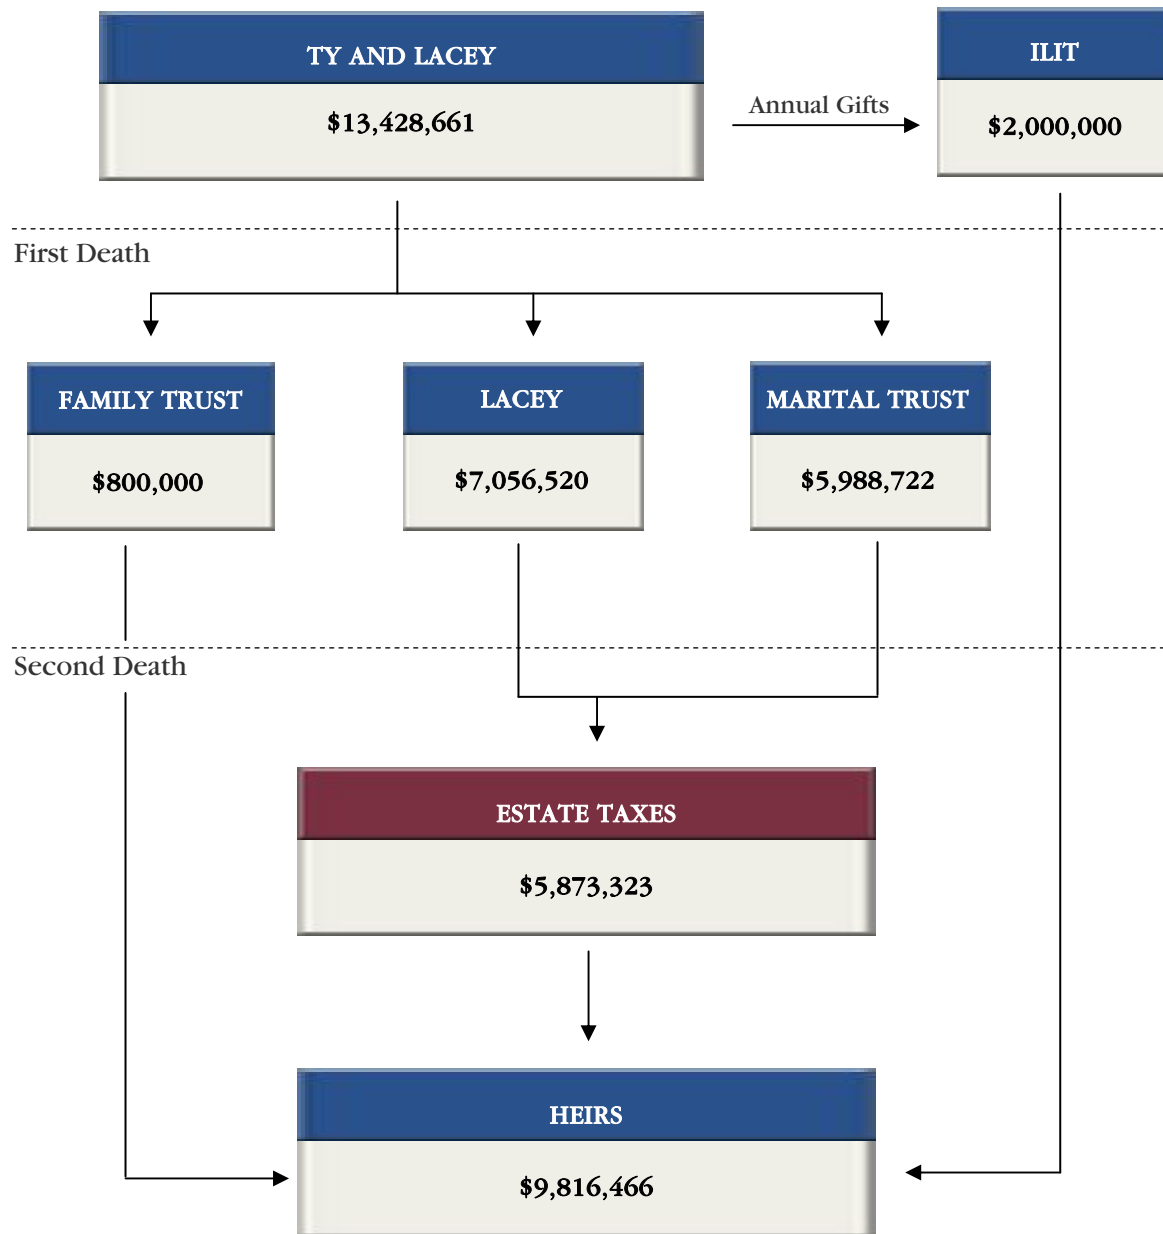 TY AND LACEY
$13,428,661
Annual Gifts
ILIT
$2,000,000
First Death
FAMILY TRUST
$800,000
LACEY
$7,056,520
MARITAL TRUST
$5,988,722
Second Death
ESTATE TAXES
$5,873,323
HEIRS
$9,816,466